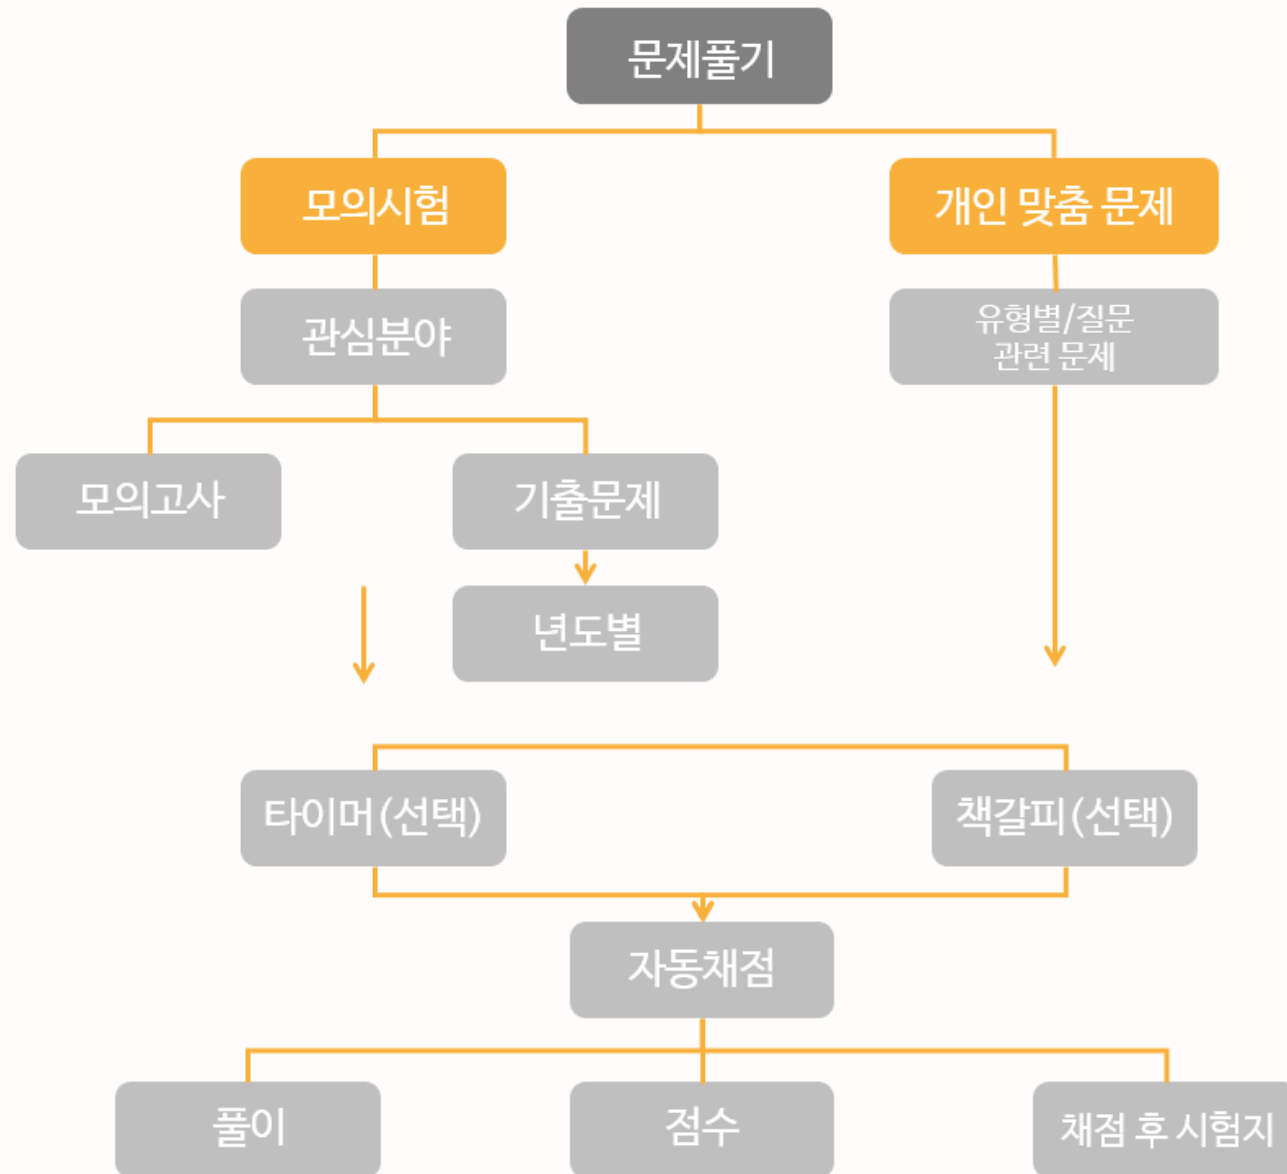 문제풀기
모의시험
개인 맞춤 문제
관심분야
유형별/질문
관련 문제
모의고사
기출문제
년도별
타이머(선택)
책갈피(선택)
자동채점
풀이
점수
채점 후 시험지